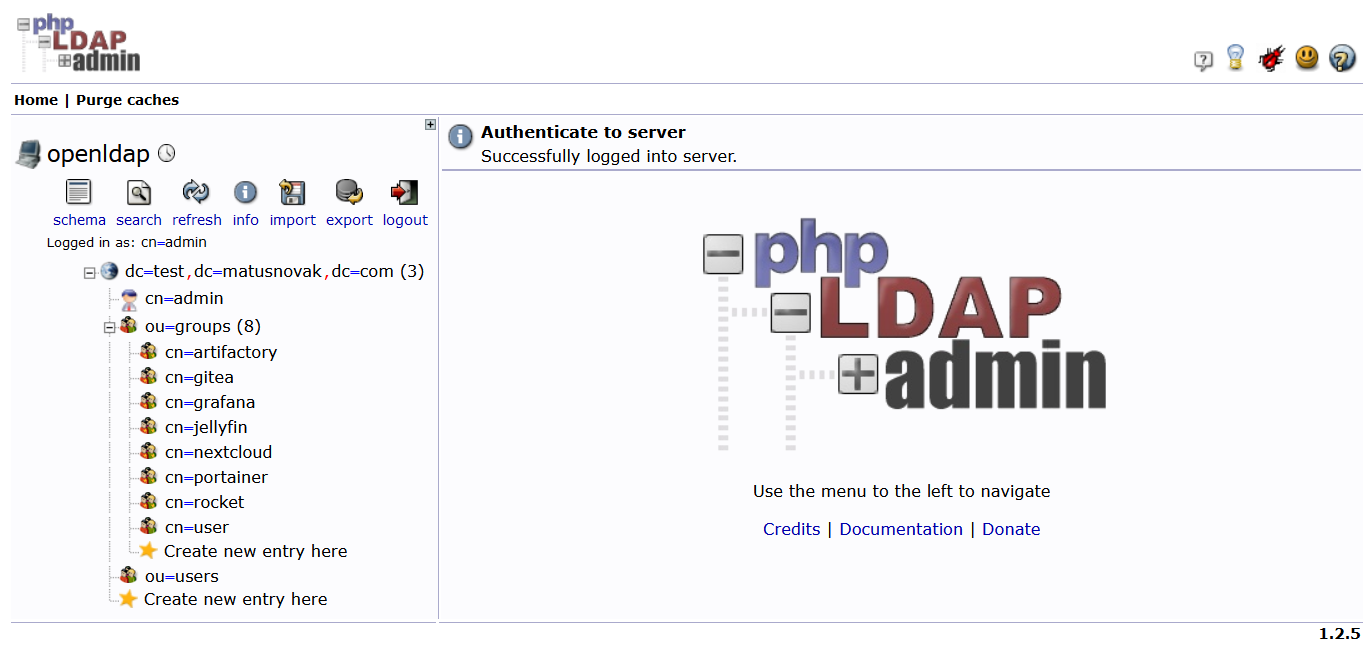 php
LDAP
admin
Home | Purge caches
openldap
schema search refresh info import export logout
Logged in as: cn=admin
dc=test,dc=matusnovak,dc=com (3)
cn=admin
ou=groups (8)
cn=artifactory
cn=gitea
cn=grafana
cn=jellyfin
cn=nextcloud
cn=portainer
cn=rocket
cn=user
Create new entry here
ou=users
Create new entry here
Authenticate to server
Successfully logged into server.
php
LDAP
admin
Use the menu to the left to navigate
Credits | Documentation | Donate
1.2.5